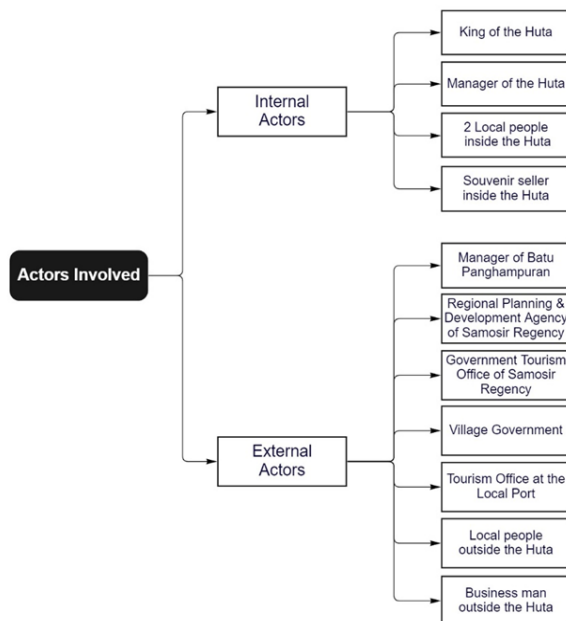 Actors Involved
Internal
Actors
King of the Huta
Manager of the Huta
2 Local people
inside the Huta
Souvenir seller
inside the Huta
External
Actors
Manager of Batu
Panghampuran
Regional Planning &
Development Agency
of Samosir Regency
Government Tourism
Office of Samosir
Regency
Village Government
Tourism Office at the
Local Port
Local people
outside the Huta
Business man
outside the Huta